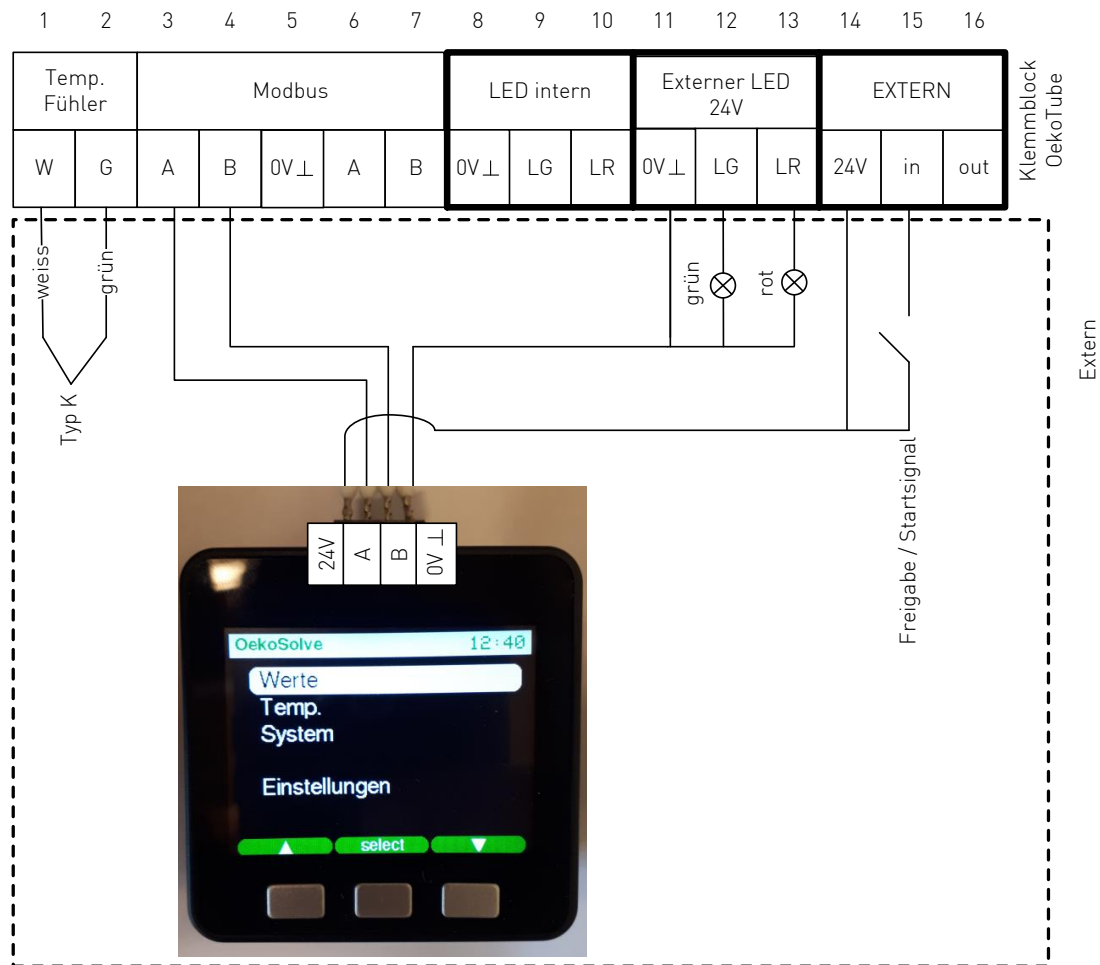 1 2 3 4 5 6 7 8 9 10 11 12 13 14 15 16
Temp.
Fühler
Modbus
LED intern
Externer LED
24V
EXTERN
W G A B 0V⊥ A B 0V⊥ LG LR 0V⊥ LG LR 24V in out
Klemmblock
OekoTube
weiss
grün
Typ K
grün
rot
Extern
Freigabe / Startsignal
24V
A
B
0V⊥
OekoSolve 12:40
Werte
Temp.
System
Einstellungen
▲ select ▼